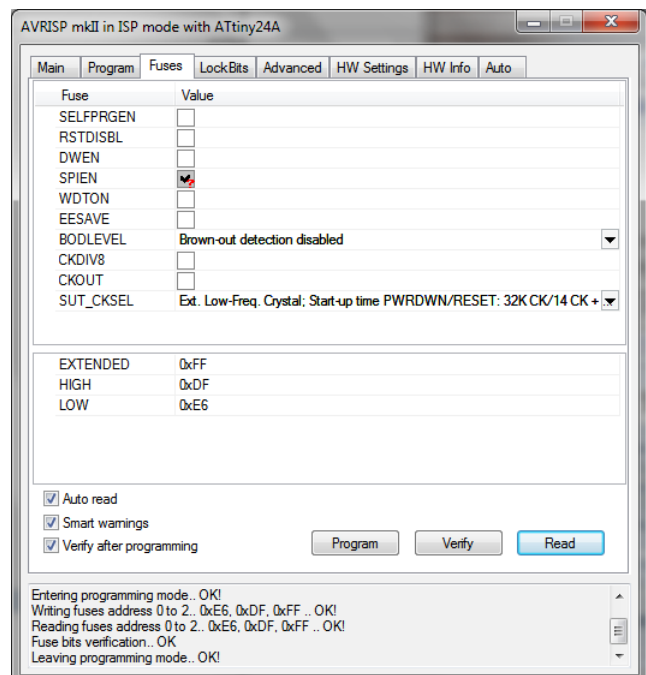 AVRISP mkII in ISP mode with ATtiny24A
Main Program Fuses LockBits Advanced HW Settings HW Info Auto
Fuse Value
SELFPRGEN
RSTDISBL
DWEN
SPIEN
WDTON
EESAVE
BODLEVEL Brown-out detection disabled
CKDIV8
CKOUT
SUT_CKSEL Ext. Low-Freq. Crystal; Start-up time PWRDWN/RESET: 32K CK/14 CK + ...
EXTENDED 0xFF
HIGH 0xDF
LOW 0xE6
Auto read
Smart warnings
Verify after programming
Program Verify Read
Entering programming mode.. OK!
Writing fuses address 0 to 2.. 0xE6, 0xDF, 0xFF .. OK!
Reading fuses address 0 to 2.. 0xE6, 0xDF, 0xFF .. OK!
Fuse bits verification.. OK
Leaving programming mode.. OK!